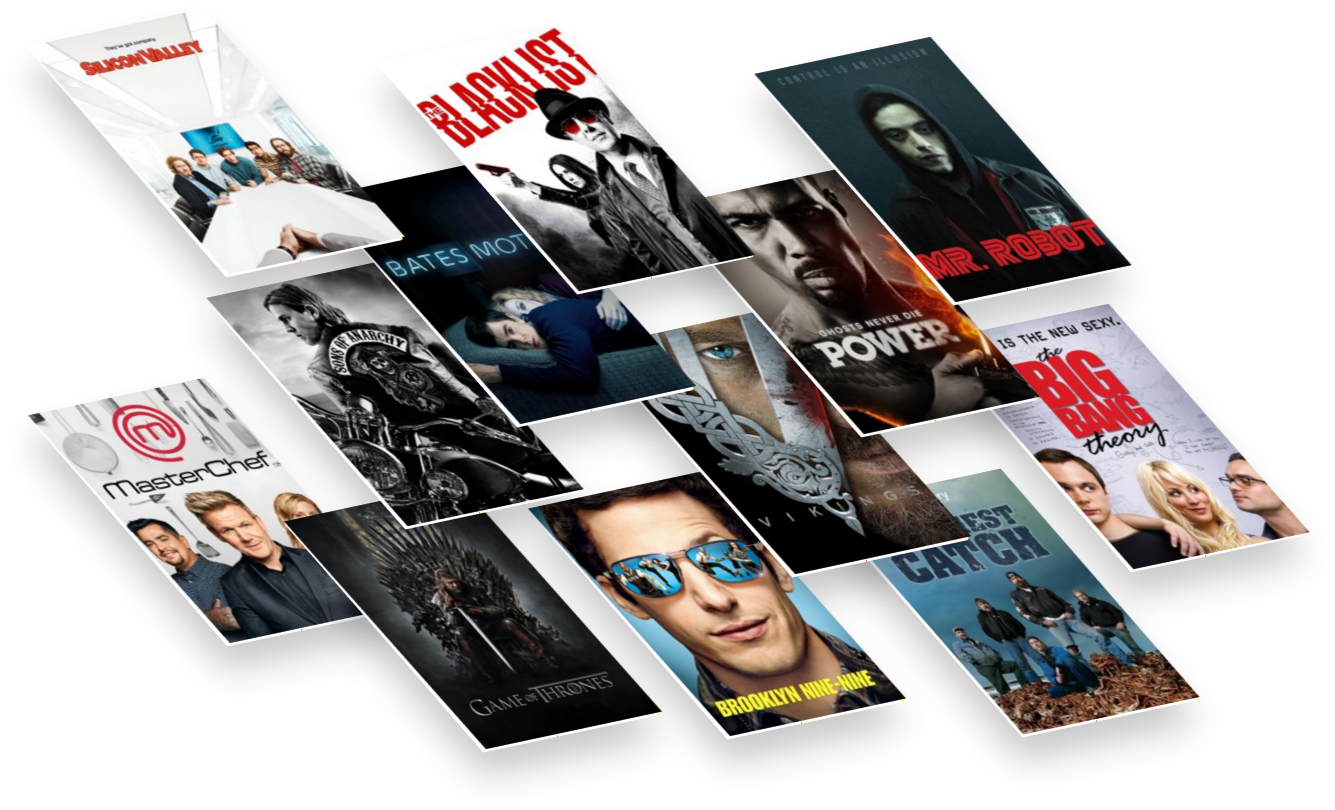 They've got company.
SILICON VALLEY
THE
BLACKLIST
CONTROL IS AN ILLUSION
MR. ROBOT
BATES MOT
SONS OF ANARCHY
GHOSTS NEVER DIE
POWER
IS THE NEW SEXY.
the
BIG
BANG
theory
MASTERCHEF
VIKINGS
EST
CATCH
GAME OF THRONES
BROOKLYN NINE-NINE